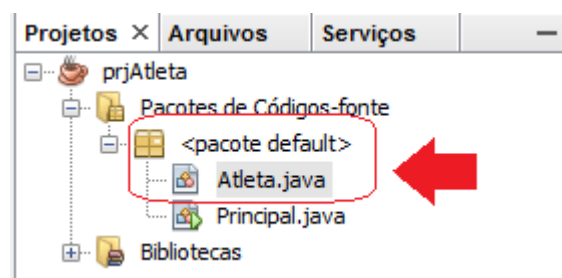 Projetos × Arquivos Serviços
prjAtleta
Pacotes de Códigos-fonte
<pacote default>
Atleta.java
Principal.java
Bibliotecas